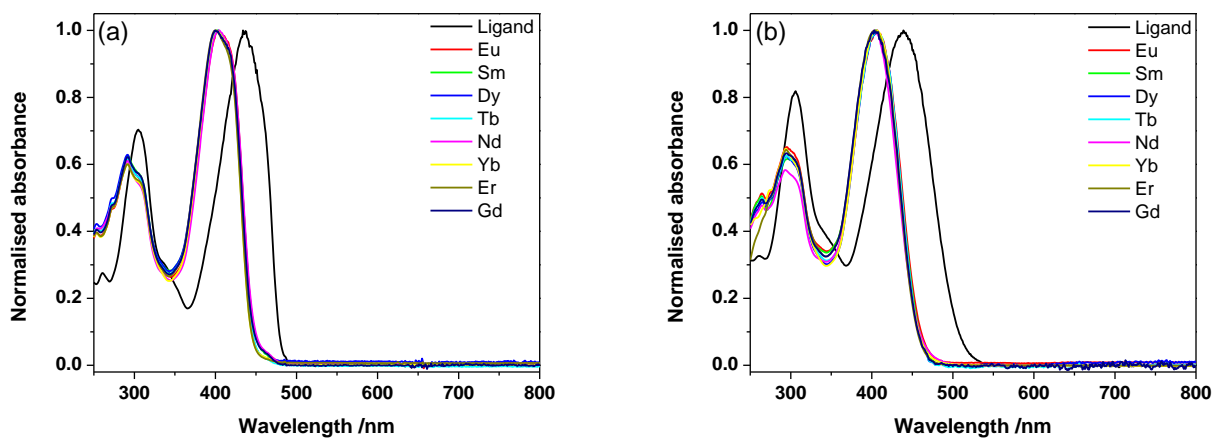 (a)
Normalised absorbance
1.0
0.8
0.6
0.4
0.2
0.0
300 400 500 600 700 800
Wavelength /nm
Ligand
Eu
Sm
Dy
Tb
Nd
Yb
Er
Gd
(b)
Normalised absorbance
1.0
0.8
0.6
0.4
0.2
0.0
300 400 500 600 700 800
Wavelength /nm
Ligand
Eu
Sm
Dy
Tb
Nd
Yb
Er
Gd